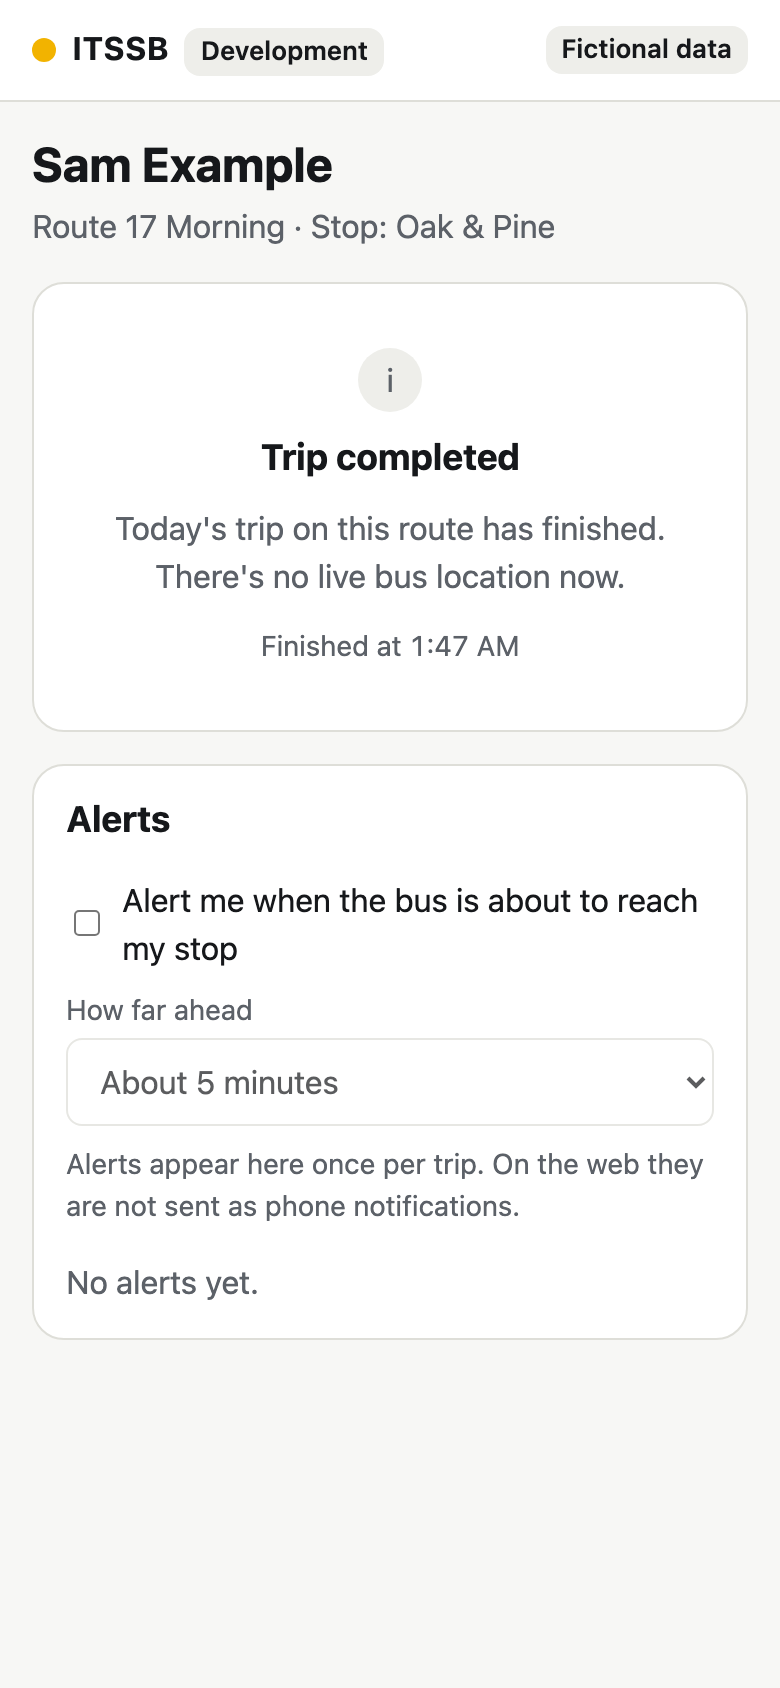 ITSSB Development Fictional data
Sam Example
Route 17 Morning · Stop: Oak & Pine
i
Trip completed
Today's trip on this route has finished.
There's no live bus location now.
Finished at 1:47 AM
Alerts
Alert me when the bus is about to reach
my stop
How far ahead
About 5 minutes
Alerts appear here once per trip. On the web they
are not sent as phone notifications.
No alerts yet.